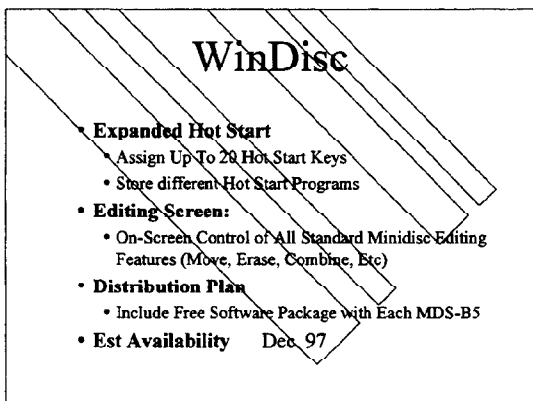 WinDisc
• Expanded Hot Start
• Assign Up To 20 Hot Start Keys
• Store different Hot Start Programs
• Editing Screen:
• On-Screen Control of All Standard Minidisc Editing
Features (Move, Erase, Combine, Etc)
• Distribution Plan
• Include Free Software Package with Each MDS-B5
• Est Availability Dec 97